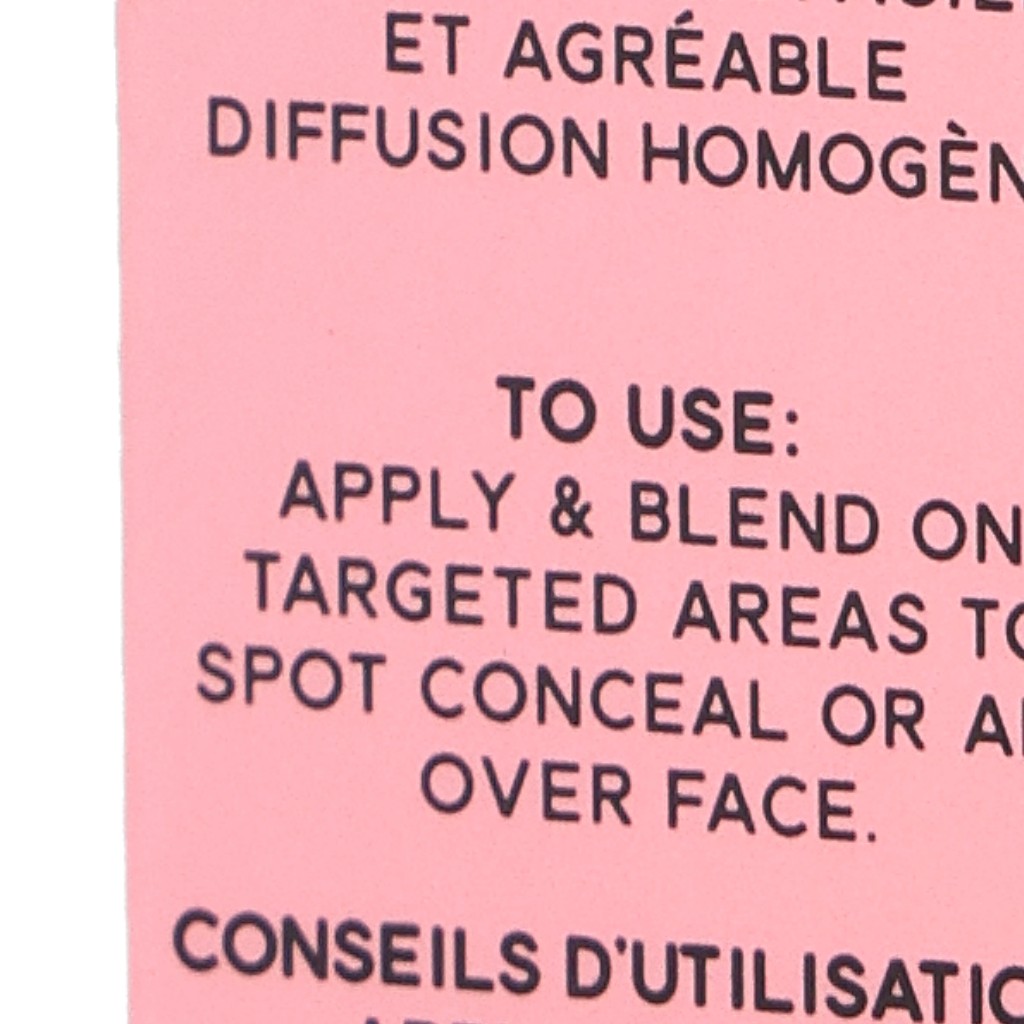 ET AGRÉABLE
DIFFUSION HOMOGÈN
TO USE:
APPLY & BLEND ON
TARGETED AREAS TO
SPOT CONCEAL OR
OVER FACE.
CONSEILS D'UTILISATIO